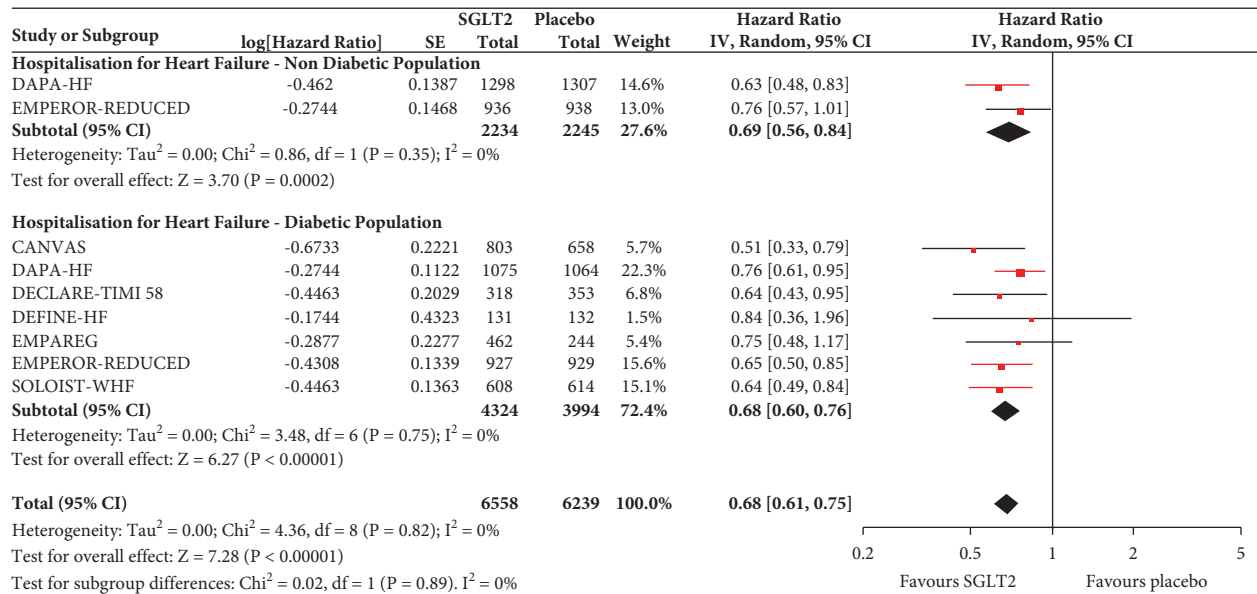 SGLT2 Placebo Hazard Ratio Hazard Ratio
Study or Subgroup log[Hazard Ratio] SE Total Total Weight IV, Random, 95% CI IV, Random, 95% CI
Hospitalisation for Heart Failure - Non Diabetic Population
DAPA-HF -0.462 0.1387 1298 1307 14.6% 0.63 [0.48, 0.83]
EMPEROR-REDUCED -0.2744 0.1468 936 938 13.0% 0.76 [0.57, 1.01]
Subtotal (95% CI) 2234 2245 27.6% 0.69 [0.56, 0.84]
Heterogeneity: Tau² = 0.00; Chi² = 0.86, df = 1 (P = 0.35); I² = 0%
Test for overall effect: Z = 3.70 (P = 0.0002)
Hospitalisation for Heart Failure - Diabetic Population
CANVAS -0.6733 0.2221 803 658 5.7% 0.51 [0.33, 0.79]
DAPA-HF -0.2744 0.1122 1075 1064 22.3% 0.76 [0.61, 0.95]
DECLARE-TIMI 58 -0.4463 0.2029 318 353 6.8% 0.64 [0.43, 0.95]
DEFINE-HF -0.1744 0.4323 131 132 1.5% 0.84 [0.36, 1.96]
EMPAREG -0.2877 0.2277 462 244 5.4% 0.75 [0.48, 1.17]
EMPEROR-REDUCED -0.4308 0.1339 927 929 15.6% 0.65 [0.50, 0.85]
SOLOIST-WHF -0.4463 0.1363 608 614 15.1% 0.64 [0.49, 0.84]
Subtotal (95% CI) 4324 3994 72.4% 0.68 [0.60, 0.76]
Heterogeneity: Tau² = 0.00; Chi² = 3.48, df = 6 (P = 0.75); I² = 0%
Test for overall effect: Z = 6.27 (P < 0.00001)
Total (95% CI) 6558 6239 100.0% 0.68 [0.61, 0.75]
Heterogeneity: Tau² = 0.00; Chi² = 4.36, df = 8 (P = 0.82); I² = 0%
Test for overall effect: Z = 7.28 (P < 0.00001)
Test for subgroup differences: Chi² = 0.02, df = 1 (P = 0.89). I² = 0%
0.2 0.5 1 2 5
Favours SGLT2 Favours placebo